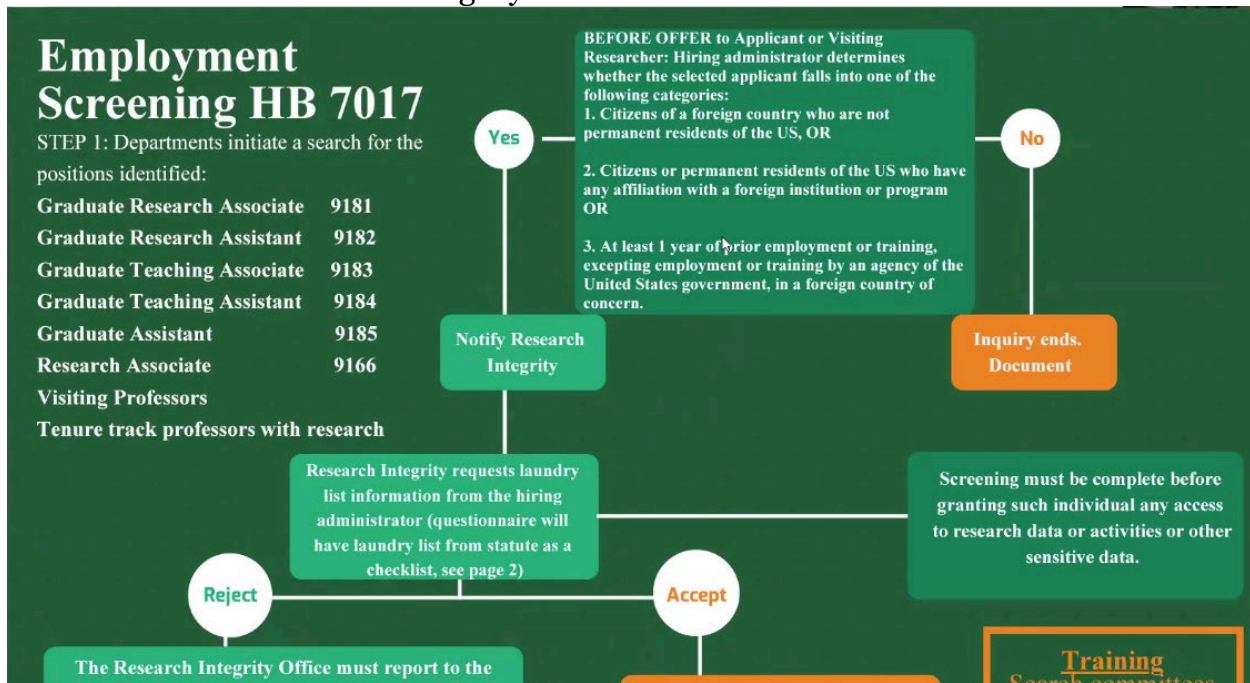 Employment
Screening HB 7017
STEP 1: Departments initiate a search for the
positions identified:
Graduate Research Associate 9181
Graduate Research Assistant 9182
Graduate Teaching Associate 9183
Graduate Teaching Assistant 9184
Graduate Assistant 9185
Research Associate 9166
Visiting Professors
Tenure track professors with research
Yes
BEFORE OFFER to Applicant or Visiting
Researcher: Hiring administrator determines
whether the selected applicant falls into one of the
following categories:
1. Citizens of a foreign country who are not
permanent residents of the US, OR
2. Citizens or permanent residents of the US who have
any affiliation with a foreign institution or program
OR
3. At least 1 year of prior employment or training,
excepting employment or training by an agency of the
United States government, in a foreign country of
concern.
No
Notify Research
Integrity
Inquiry ends.
Document
Research Integrity requests laundry
list information from the hiring
administrator (questionnaire will
have laundry list from statute as a
checklist, see page 2)
Screening must be complete before
granting such individual any access
to research data or activities or other
sensitive data.
Reject
Accept
The Research Integrity Office must report to the
Training
Search committees